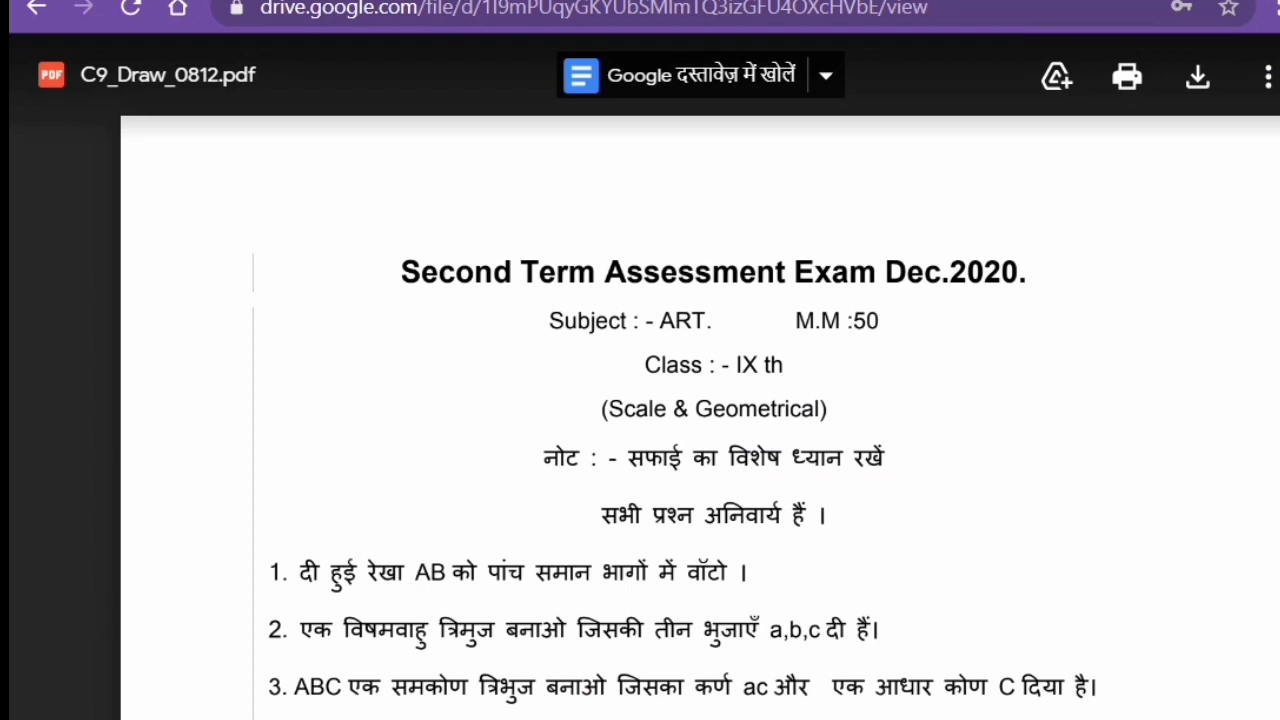 drive.google.com/file/d/1I9mPUqyGKYUbSMImTQ3izGFU4OXcHVbE/view
PDF C9_Draw_0812.pdf
Google दस्तावेज़ में खोलें
Second Term Assessment Exam Dec.2020.
Subject : - ART. M.M :50
Class : - IX th
(Scale & Geometrical)
नोट : - सफाई का विशेष ध्यान रखें
सभी प्रश्न अनिवार्य हैं ।
1. दी हुई रेखा AB को पांच समान भागों में वॉटो ।
2. एक विषमवाहु त्रिमुज बनाओ जिसकी तीन भुजाएँ a,b,c दी हैं।
3. ABC एक समकोण त्रिभुज बनाओ जिसका कर्ण ac और एक आधार कोण C दिया है।